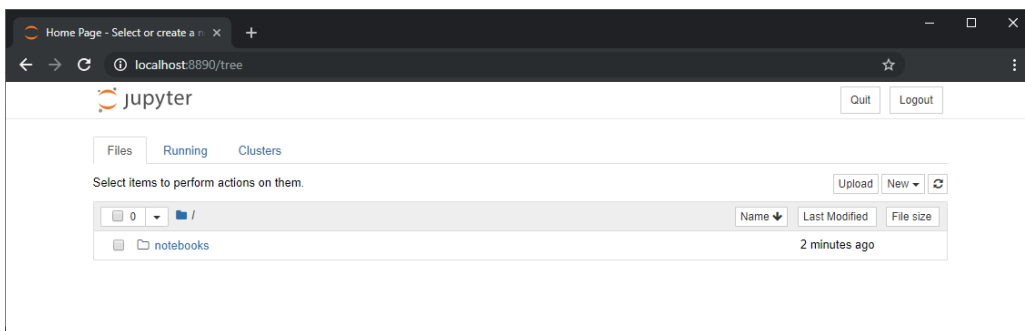 Home Page - Select or create a n
localhost:8890/tree
jupyter
Quit Logout
Files Running Clusters
Select items to perform actions on them.
Upload New
0 /
Name Last Modified File size
notebooks 2 minutes ago